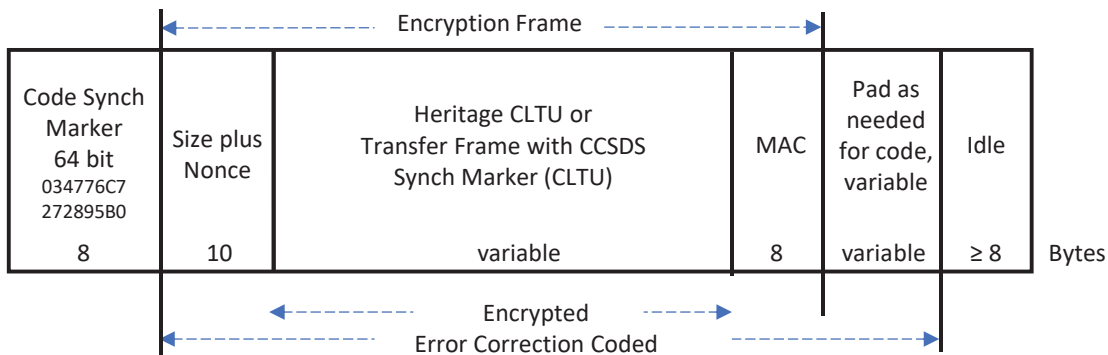 Encryption Frame
Code Synch
Marker
64 bit
034776C7
272895B0
8
Size plus
Nonce
10
Heritage CLTU or
Transfer Frame with CCSDS
Synch Marker (CLTU)
variable
MAC
8
Pad as
needed
for code,
variable
variable
Idle
≥ 8
Bytes
Encrypted
Error Correction Coded